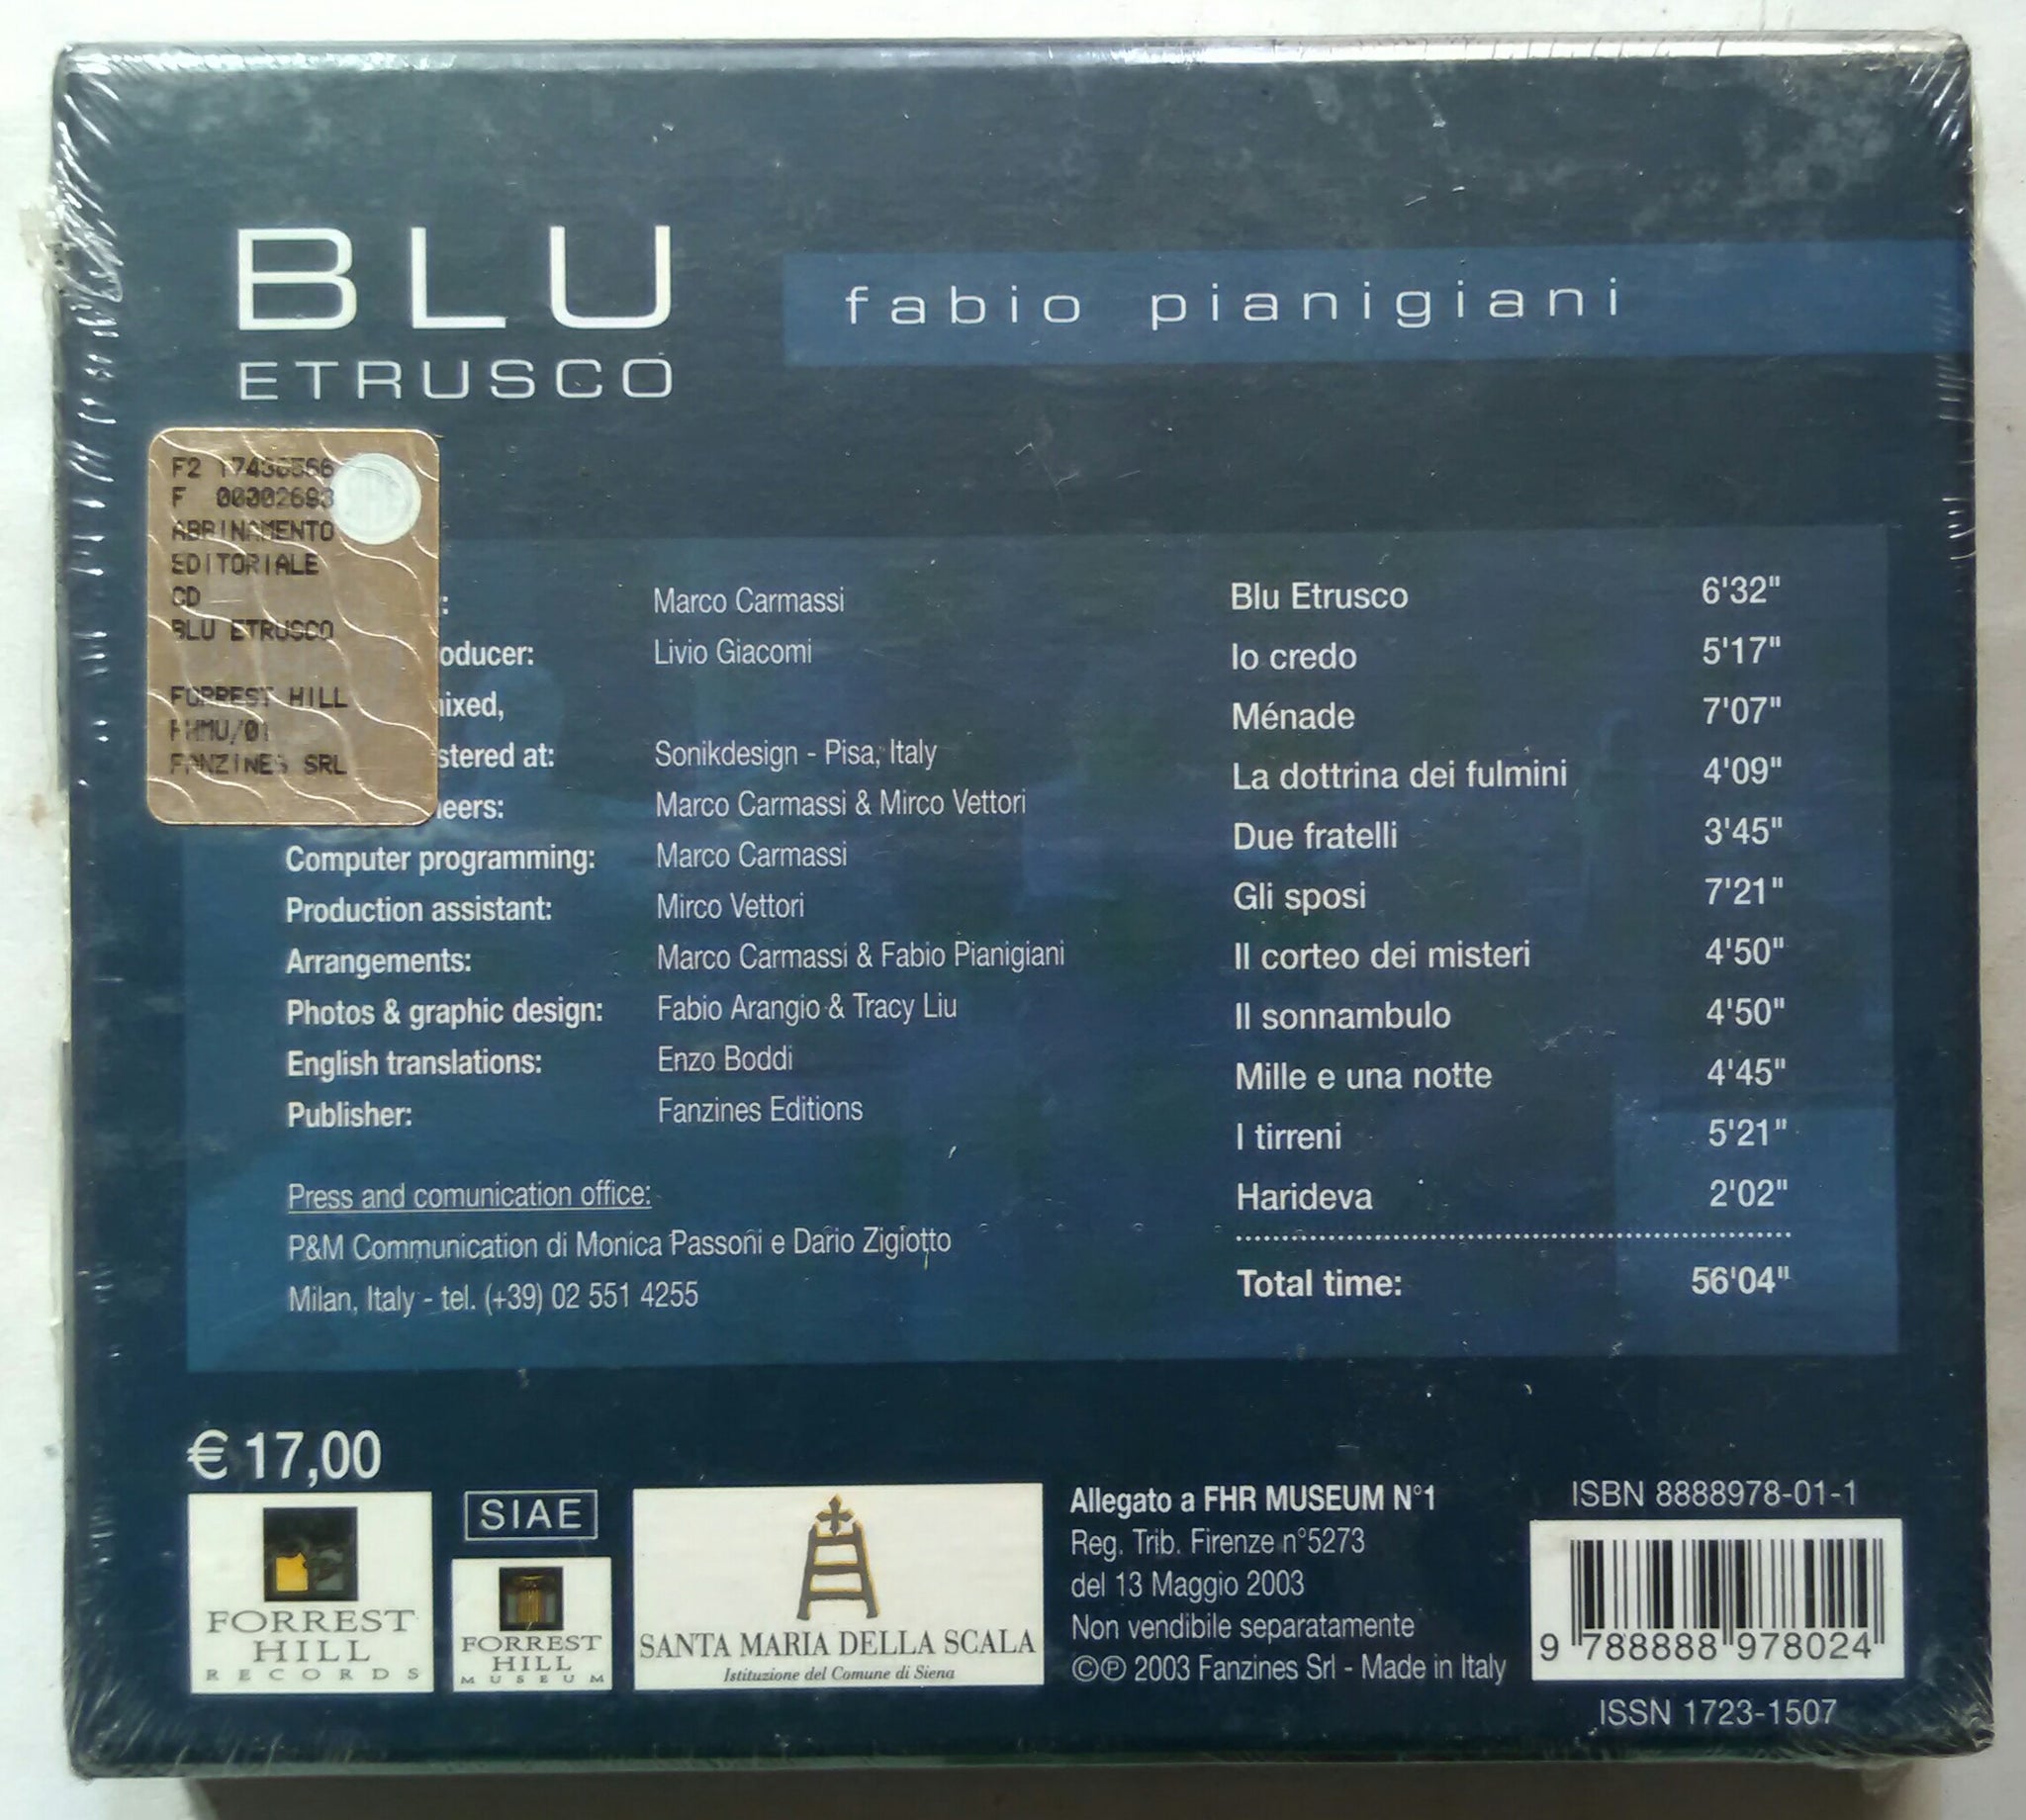 BLU
ETRUSCO
fabio pianigiani
F2 17436566
F 00002693
ABBINAMENTO
EDITORIALE
CD
BLU ETRUSCO
FORREST HILL
FHMU/01
FANZINES SRL
: Marco Carmassi
oducer: Livio Giacomi
ixed,
stered at: Sonikdesign - Pisa, Italy
eers: Marco Carmassi & Mirco Vettori
Computer programming: Marco Carmassi
Production assistant: Mirco Vettori
Arrangements: Marco Carmassi & Fabio Pianigiani
Photos & graphic design: Fabio Arangio & Tracy Liu
English translations: Enzo Boddi
Publisher: Fanzines Editions
Press and comunication office:
P&M Communication di Monica Passoni e Dario Zigiotto
Milan, Italy - tel. (+39) 02 551 4255
Blu Etrusco 6'32"
Io credo 5'17"
Ménade 7'07"
La dottrina dei fulmini 4'09"
Due fratelli 3'45"
Gli sposi 7'21"
Il corteo dei misteri 4'50"
Il sonnambulo 4'50"
Mille e una notte 4'45"
I tirreni 5'21"
Harideva 2'02"
Total time: 56'04"
€ 17,00
FORREST
HILL
RECORDS
SIAE
FORREST
HILL
MUSEUM
SANTA MARIA DELLA SCALA
Istituzione del Comune di Siena
Allegato a FHR MUSEUM N°1
Reg. Trib. Firenze n°5273
del 13 Maggio 2003
Non vendibile separatamente
©℗ 2003 Fanzines Srl - Made in Italy
ISBN 8888978-01-1
9 788888 978024
ISSN 1723-1507